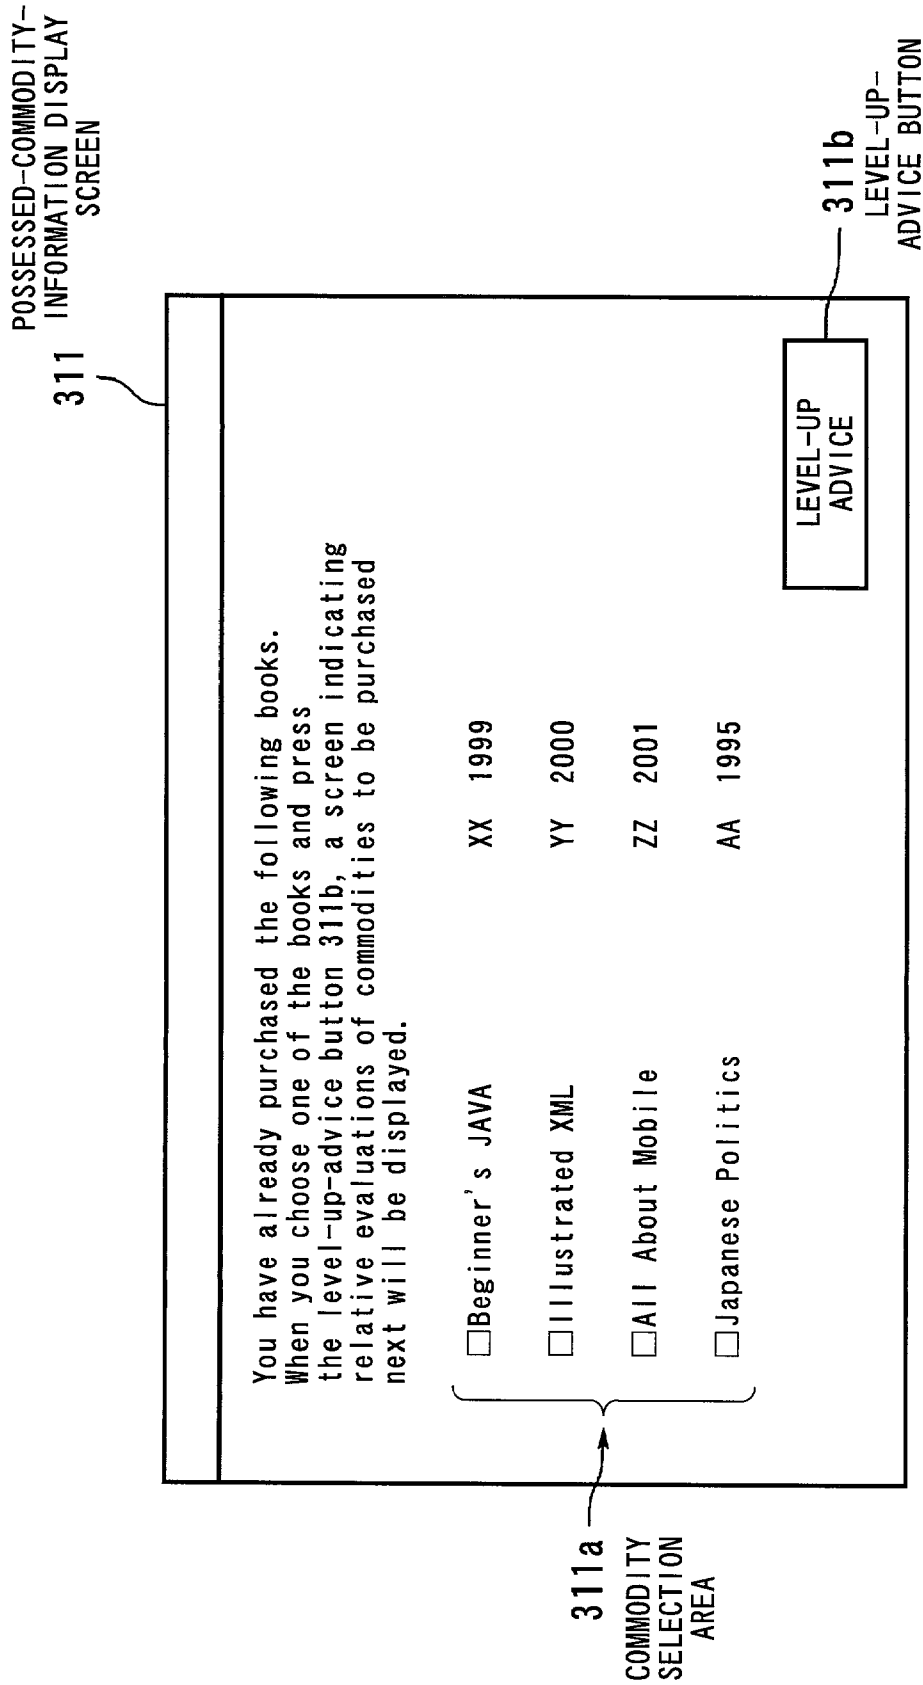 POSSESSED-COMMODITY-
INFORMATION DISPLAY
SCREEN
311
You have already purchased the following books.
When you choose one of the books and press
the level-up-advice button 311b, a screen indicating
relative evaluations of commodities to be purchased
next will be displayed.
□Beginner's JAVA XX 1999
□Illustrated XML YY 2000
□All About Mobile ZZ 2001
□Japanese Politics AA 1995
311a
COMMODITY
SELECTION
AREA
LEVEL-UP
ADVICE
311b
LEVEL-UP-
ADVICE BUTTON